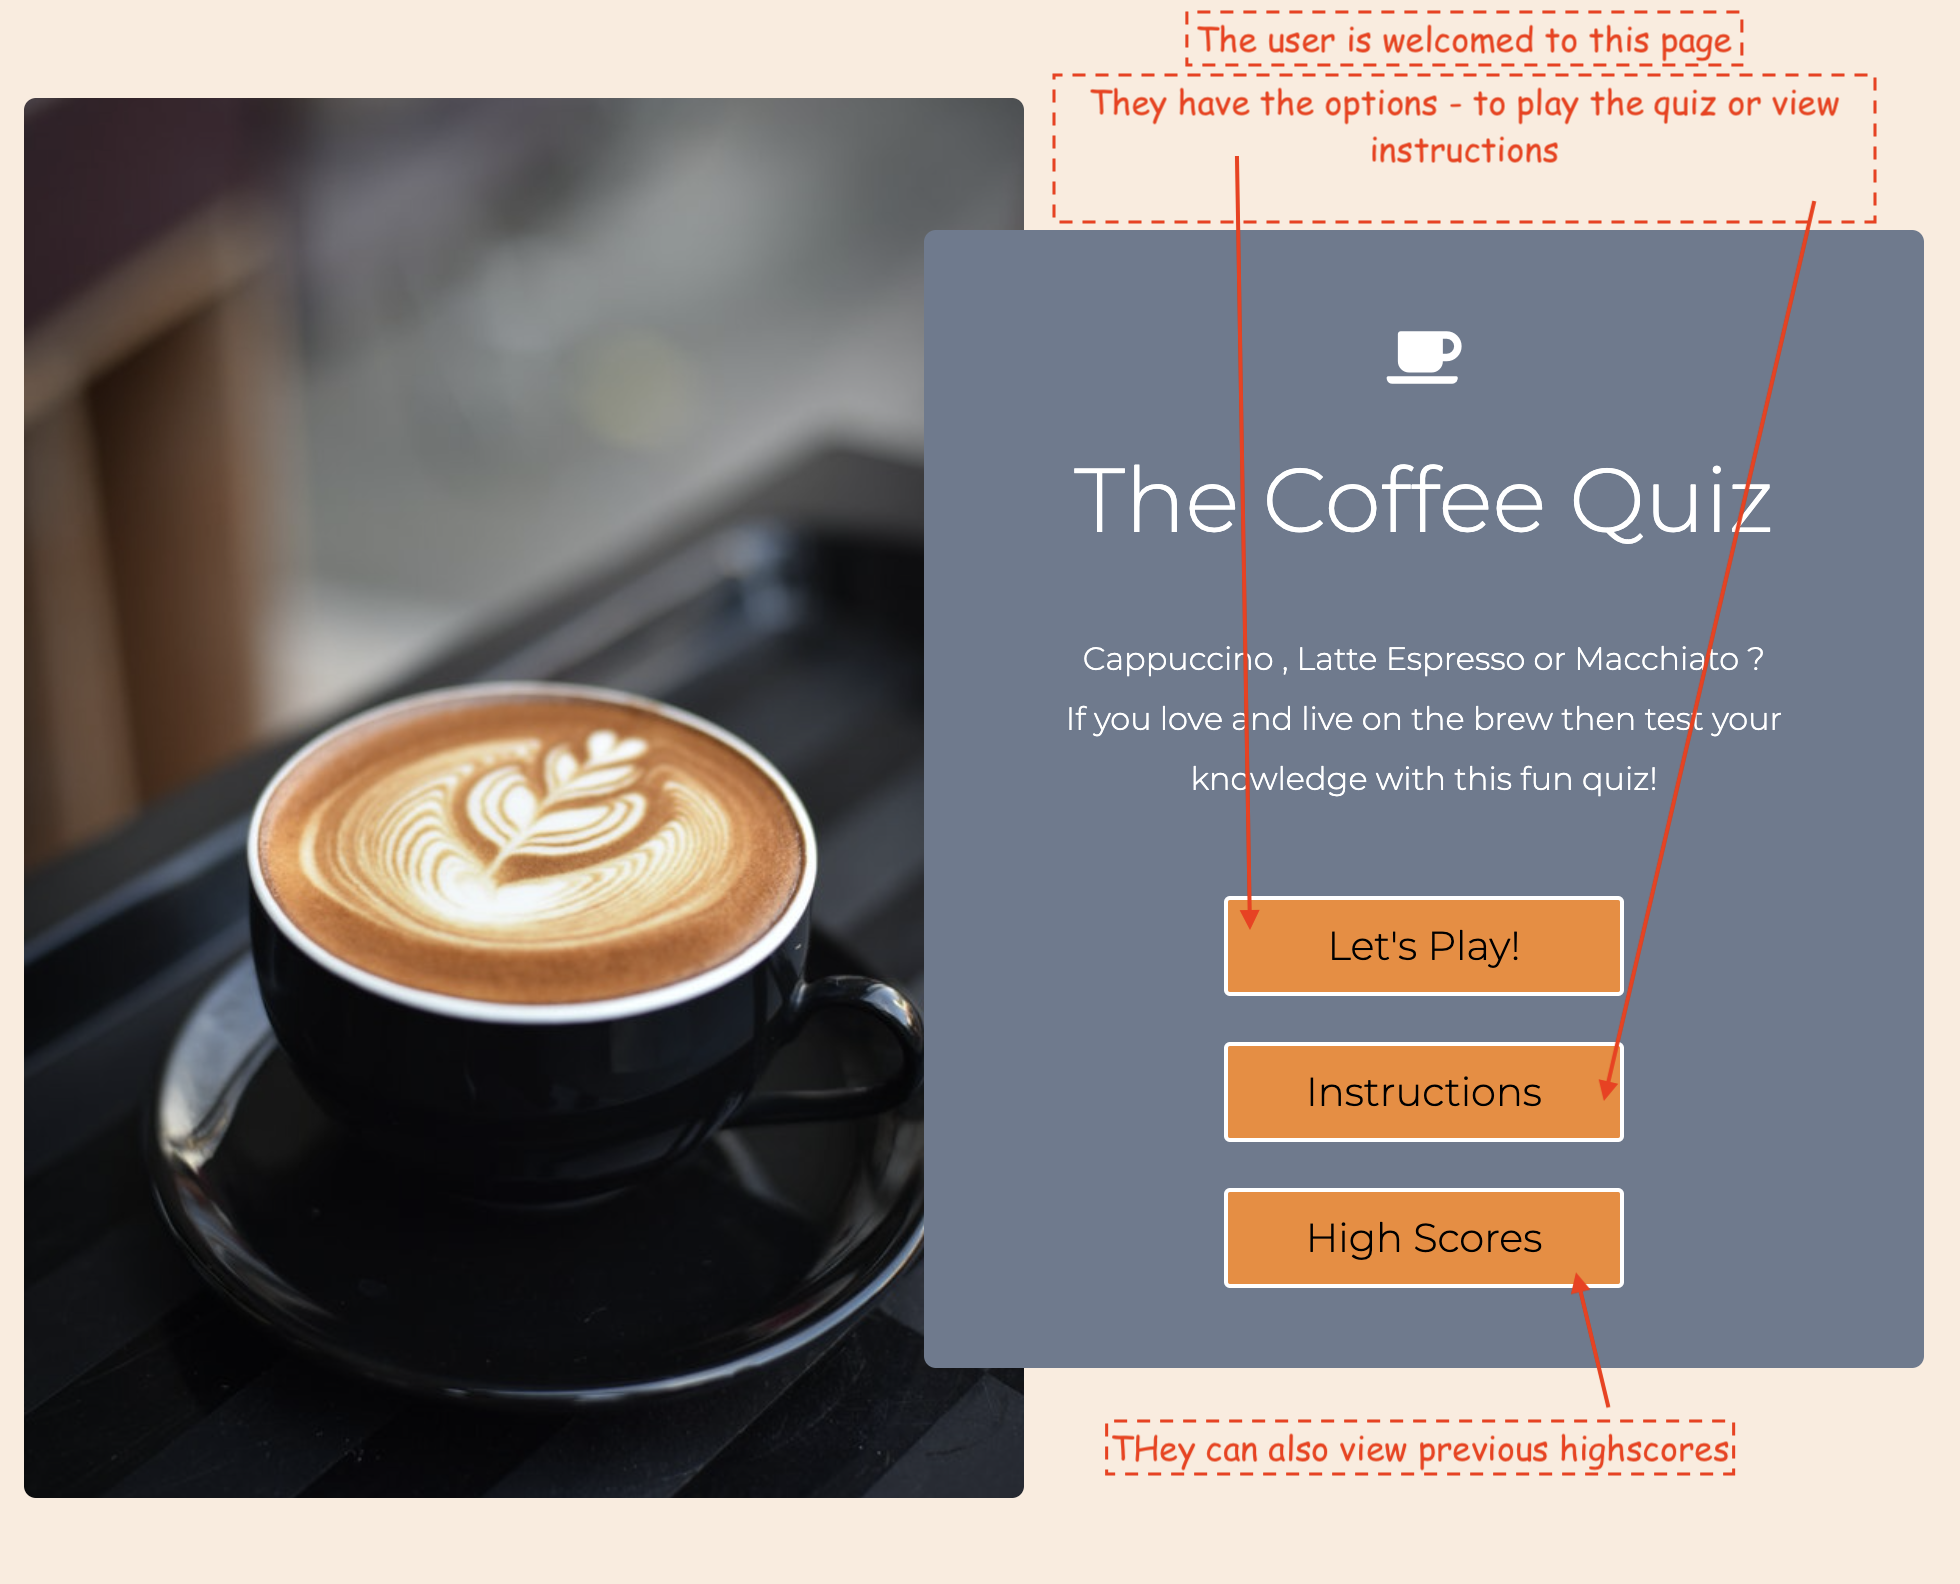 The user is welcomed to this page
They have the options - to play the quiz or view
instructions
The Coffee Quiz
Cappuccino , Latte Espresso or Macchiato ?
If you love and live on the brew then test your
knowledge with this fun quiz!
Let's Play!
Instructions
High Scores
THey can also view previous highscores